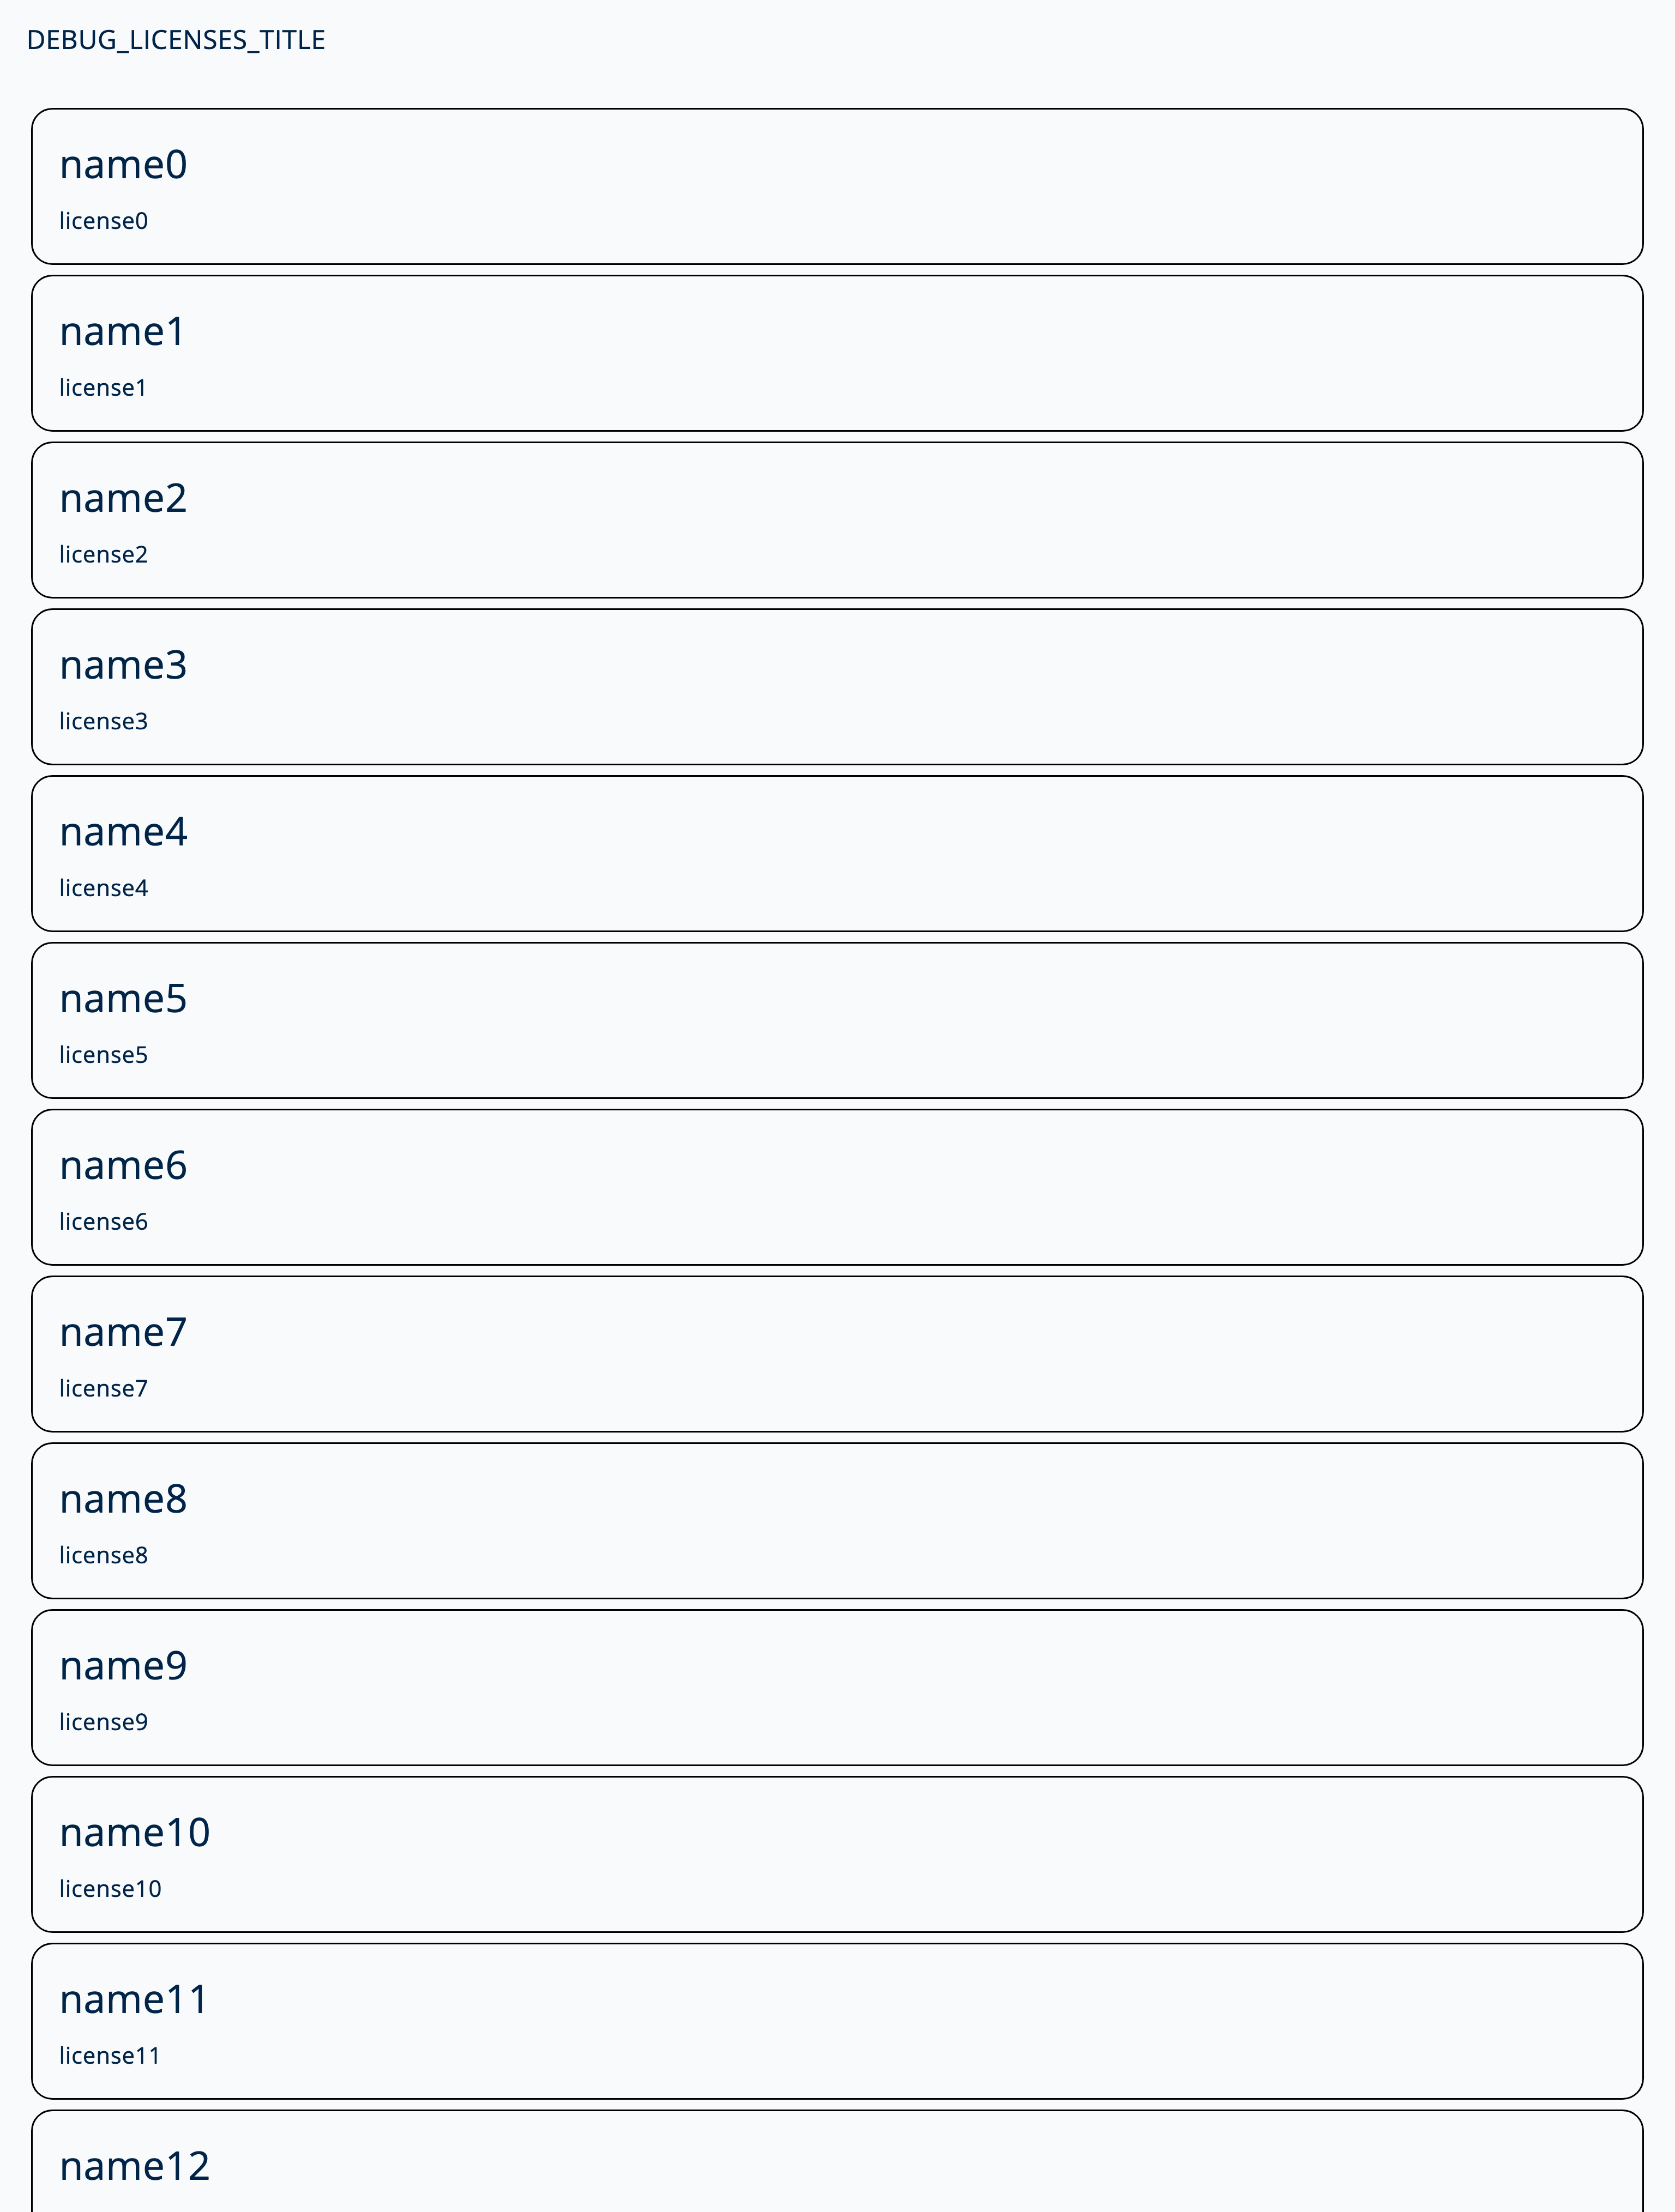 DEBUG_LICENSES_TITLE
name0
license0
name1
license1
name2
license2
name3
license3
name4
license4
name5
license5
name6
license6
name7
license7
name8
license8
name9
license9
name10
license10
name11
license11
name12